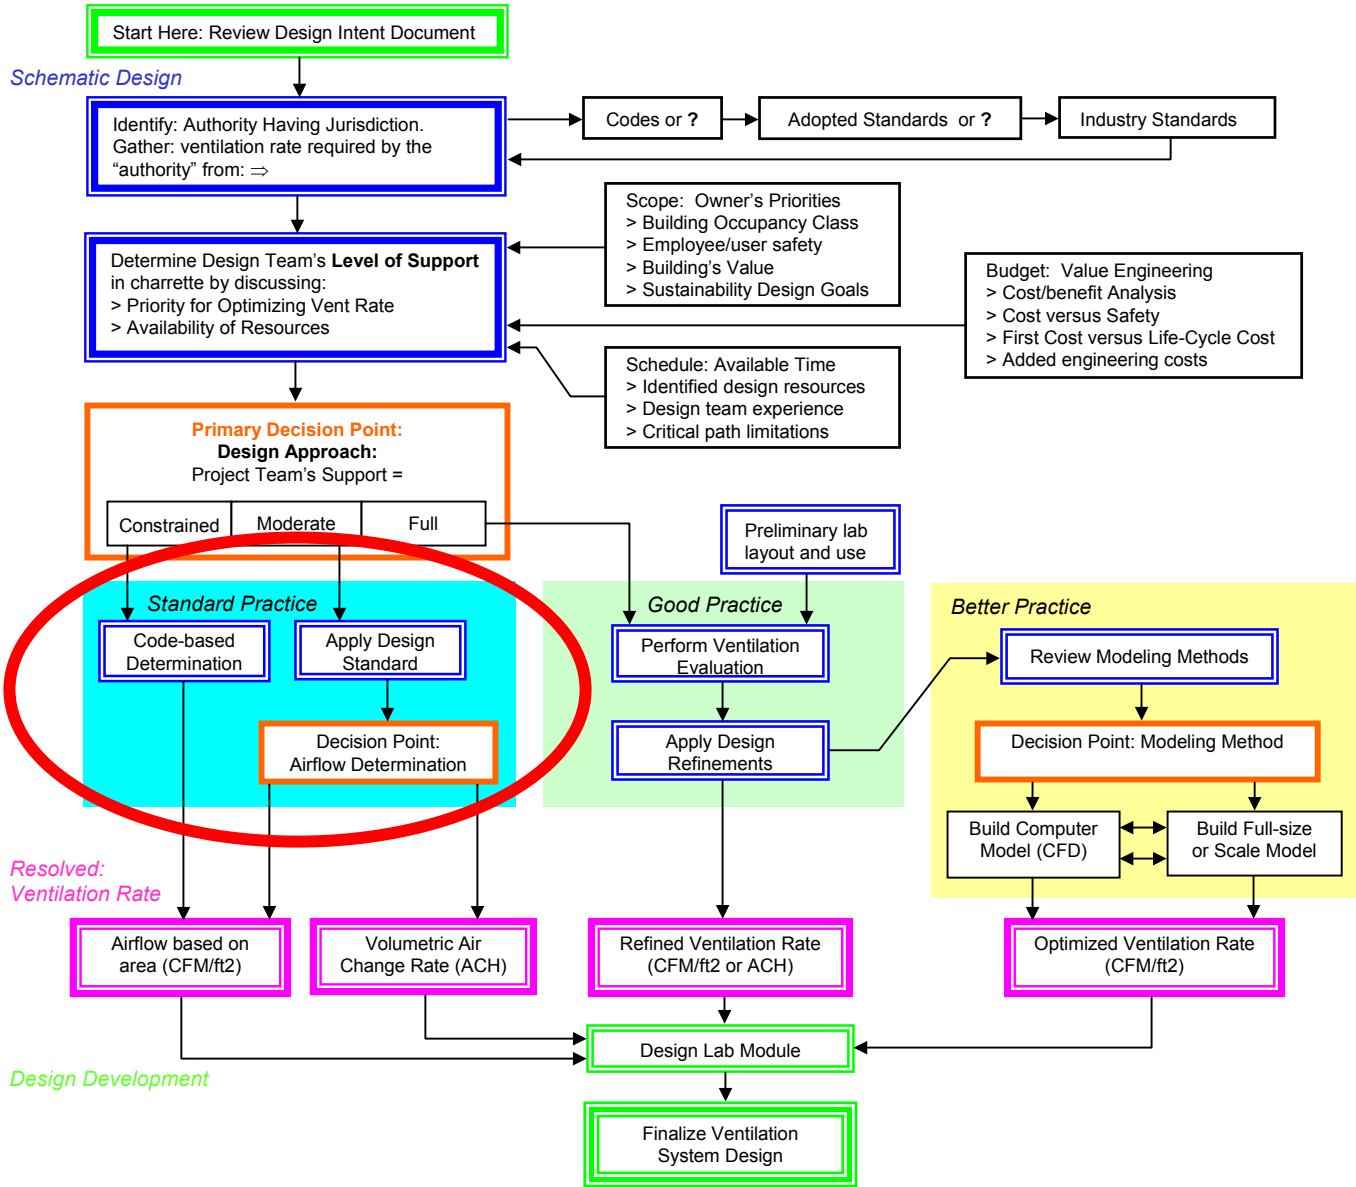 Start Here: Review Design Intent Document
Schematic Design
Identify: Authority Having Jurisdiction.
Gather: ventilation rate required by the
“authority” from: ⇒
Codes or ?
Adopted Standards or ?
Industry Standards
Scope: Owner’s Priorities
> Building Occupancy Class
> Employee/user safety
> Building’s Value
> Sustainability Design Goals
Determine Design Team’s Level of Support
in charrette by discussing:
> Priority for Optimizing Vent Rate
> Availability of Resources
Budget: Value Engineering
> Cost/benefit Analysis
> Cost versus Safety
> First Cost versus Life-Cycle Cost
> Added engineering costs
Schedule: Available Time
> Identified design resources
> Design team experience
> Critical path limitations
Primary Decision Point:
Design Approach:
Project Team’s Support =
Constrained
Moderate
Full
Preliminary lab
layout and use
Standard Practice
Good Practice
Better Practice
Code-based
Determination
Apply Design
Standard
Perform Ventilation
Evaluation
Review Modeling Methods
Decision Point:
Airflow Determination
Apply Design
Refinements
Decision Point: Modeling Method
Build Computer
Model (CFD)
Build Full-size
or Scale Model
Resolved:
Ventilation Rate
Airflow based on
area (CFM/ft2)
Volumetric Air
Change Rate (ACH)
Refined Ventilation Rate
(CFM/ft2 or ACH)
Optimized Ventilation Rate
(CFM/ft2)
Design Lab Module
Design Development
Finalize Ventilation
System Design